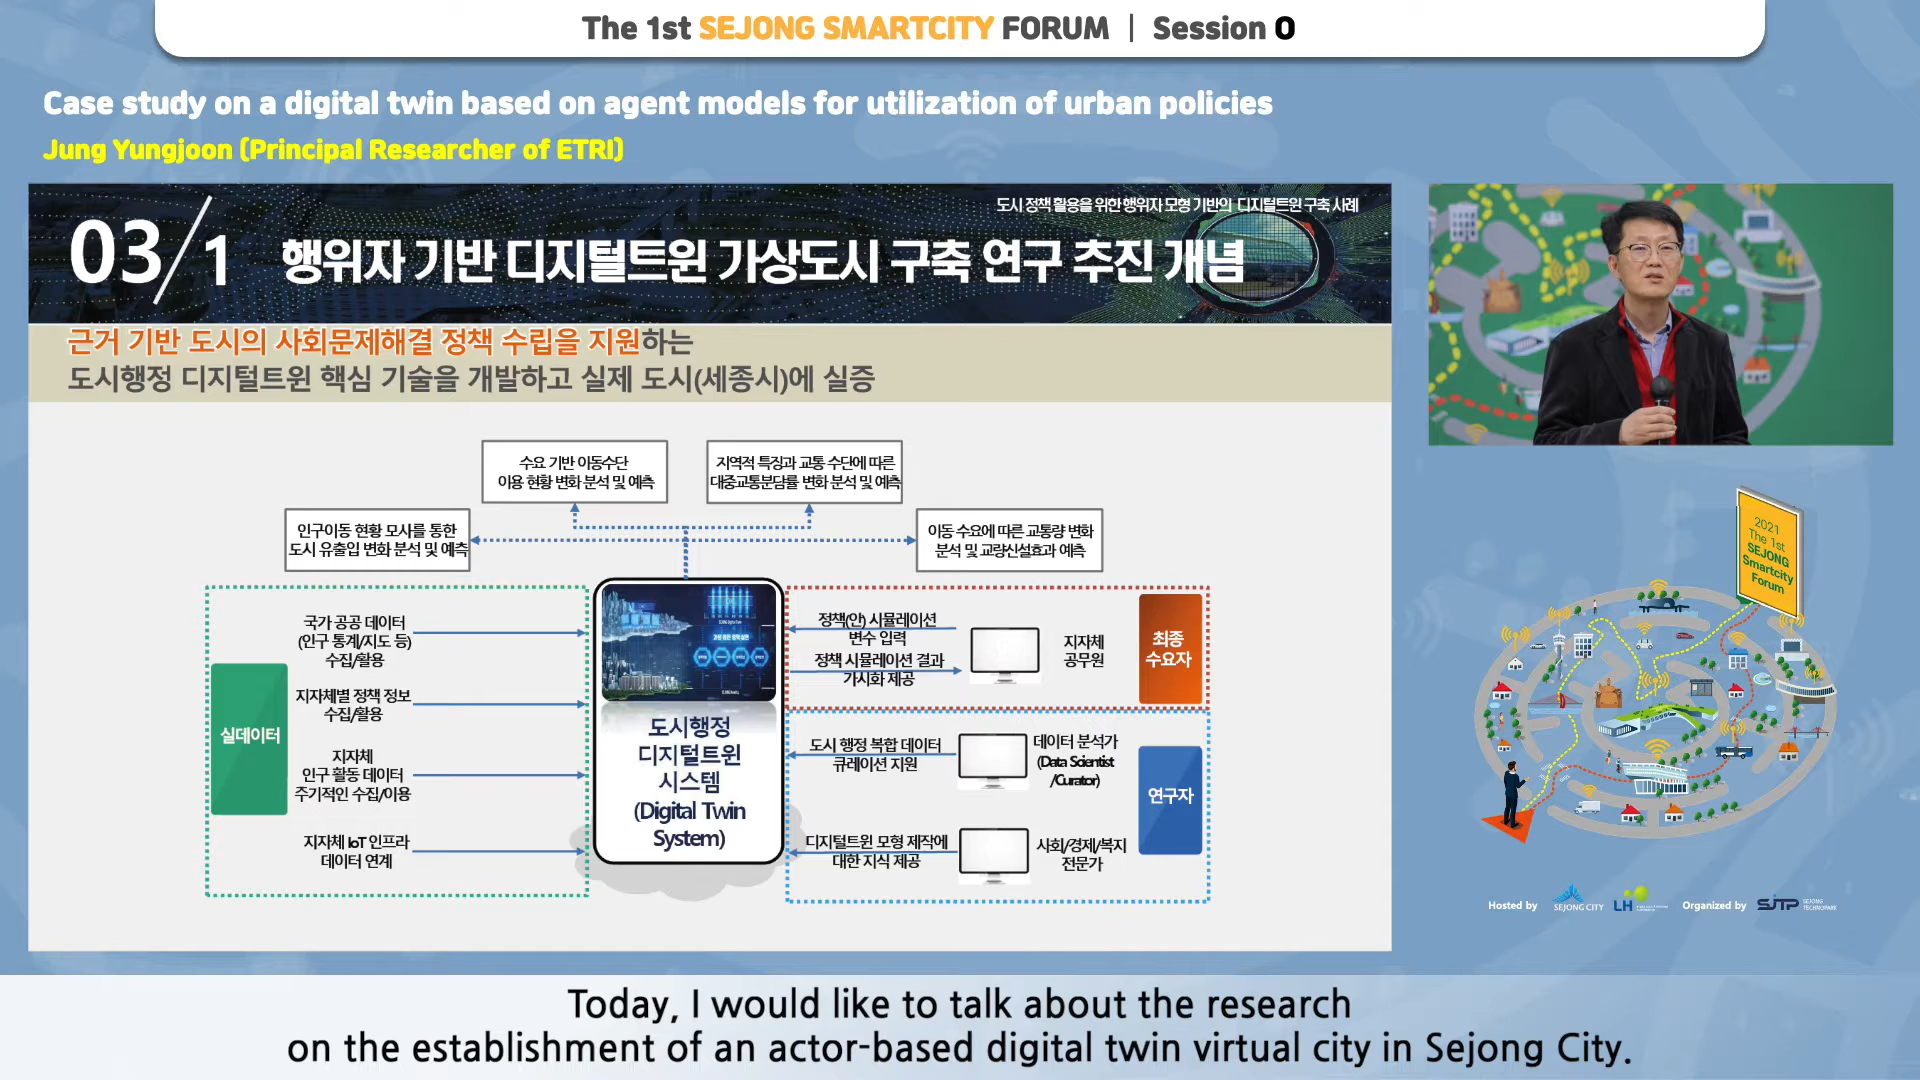 The 1st SEJONG SMARTCITY FORUM | Session 0
Case study on a digital twin based on agent models for utilization of urban policies
Jung Yungjoon (Principal Researcher of ETRI)
도시 정책 활용을 위한 행위자 모형 기반의 디지털트윈 구축 사례
03/1 행위자 기반 디지털트윈 가상도시 구축 연구 추진 개념
근거 기반 도시의 사회문제해결 정책 수립을 지원하는
도시행정 디지털트윈 핵심 기술을 개발하고 실제 도시(세종시)에 실증
수요 기반 이동수단
이용 현황 변화 분석 및 예측
지역적 특징과 교통 수단에 따른
대중교통분담률 변화 분석 및 예측
인구이동 현황 모사를 통한
도시 유출입 변화 분석 및 예측
이동 수요에 따른 교통량 변화
분석 및 교량신설효과 예측
실데이터
국가 공공 데이터
(인구 통계/지도 등)
수집/활용
지자체별 정책 정보
수집/활용
지자체
인구 활동 데이터
주기적인 수집/이용
지자체 IoT 인프라
데이터 연계
도시행정
디지털트윈
시스템
(Digital Twin
System)
정책(안) 시뮬레이션
변수 입력
정책 시뮬레이션 결과
가시화 제공
지자체
공무원
최종
수요자
도시 행정 복합 데이터
큐레이션 지원
데이터 분석가
(Data Scientist
/Curator)
연구자
디지털트윈 모형 제작에
대한 지식 제공
사회/경제/복지
전문가
2021
The 1st
SEJONG
Smartcity
Forum
Hosted by SEJONG CITY LH Organized by SJTP SEJONG TECHNOPARK
Today, I would like to talk about the research
on the establishment of an actor-based digital twin virtual city in Sejong City.